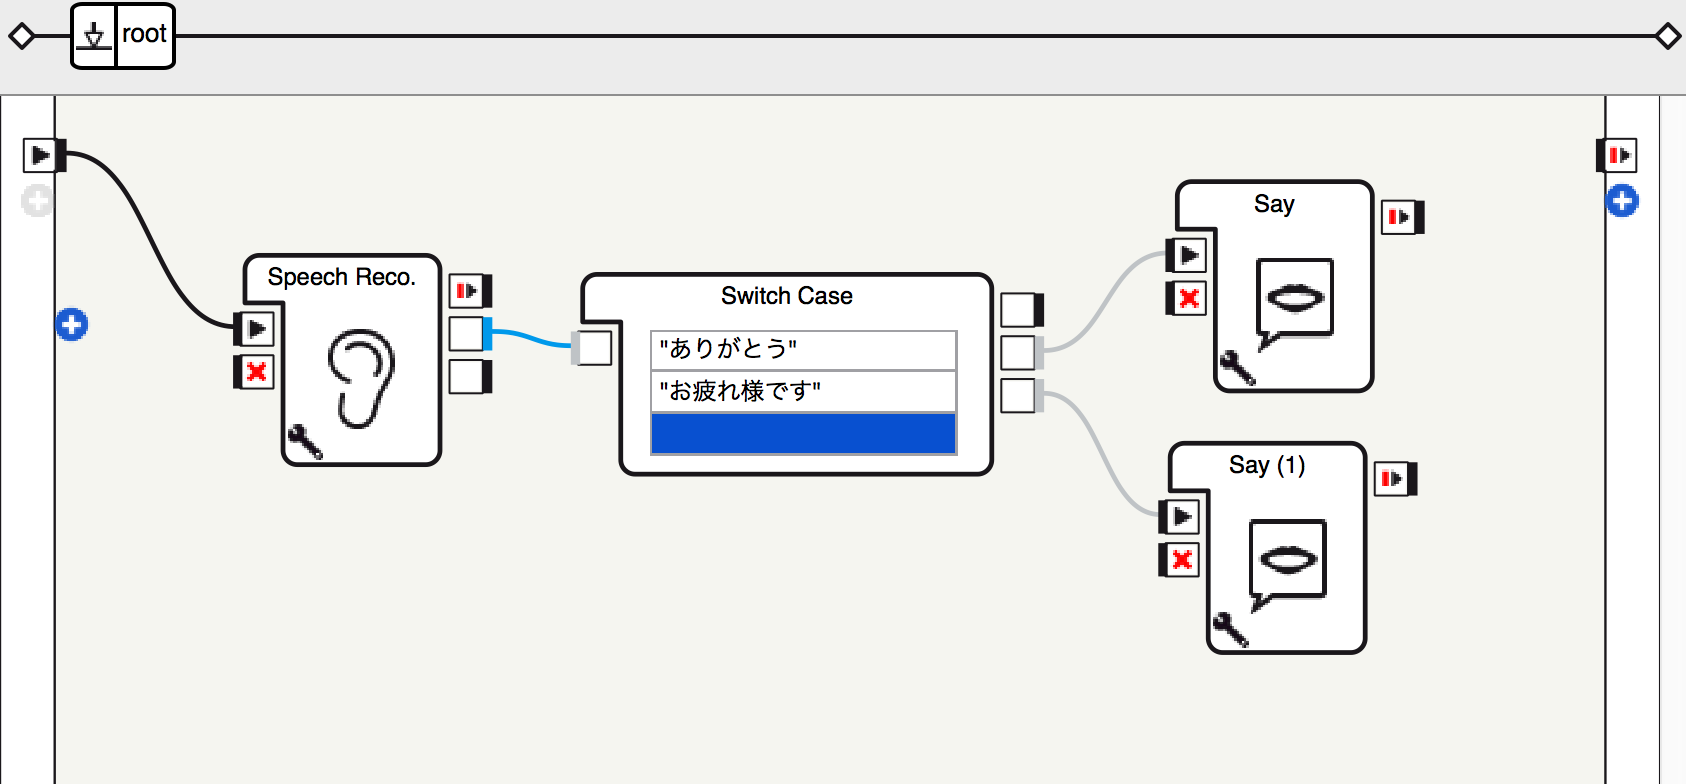 root
Speech Reco.
Switch Case
"ありがとう"
"お疲れ様です"
Say
Say (1)